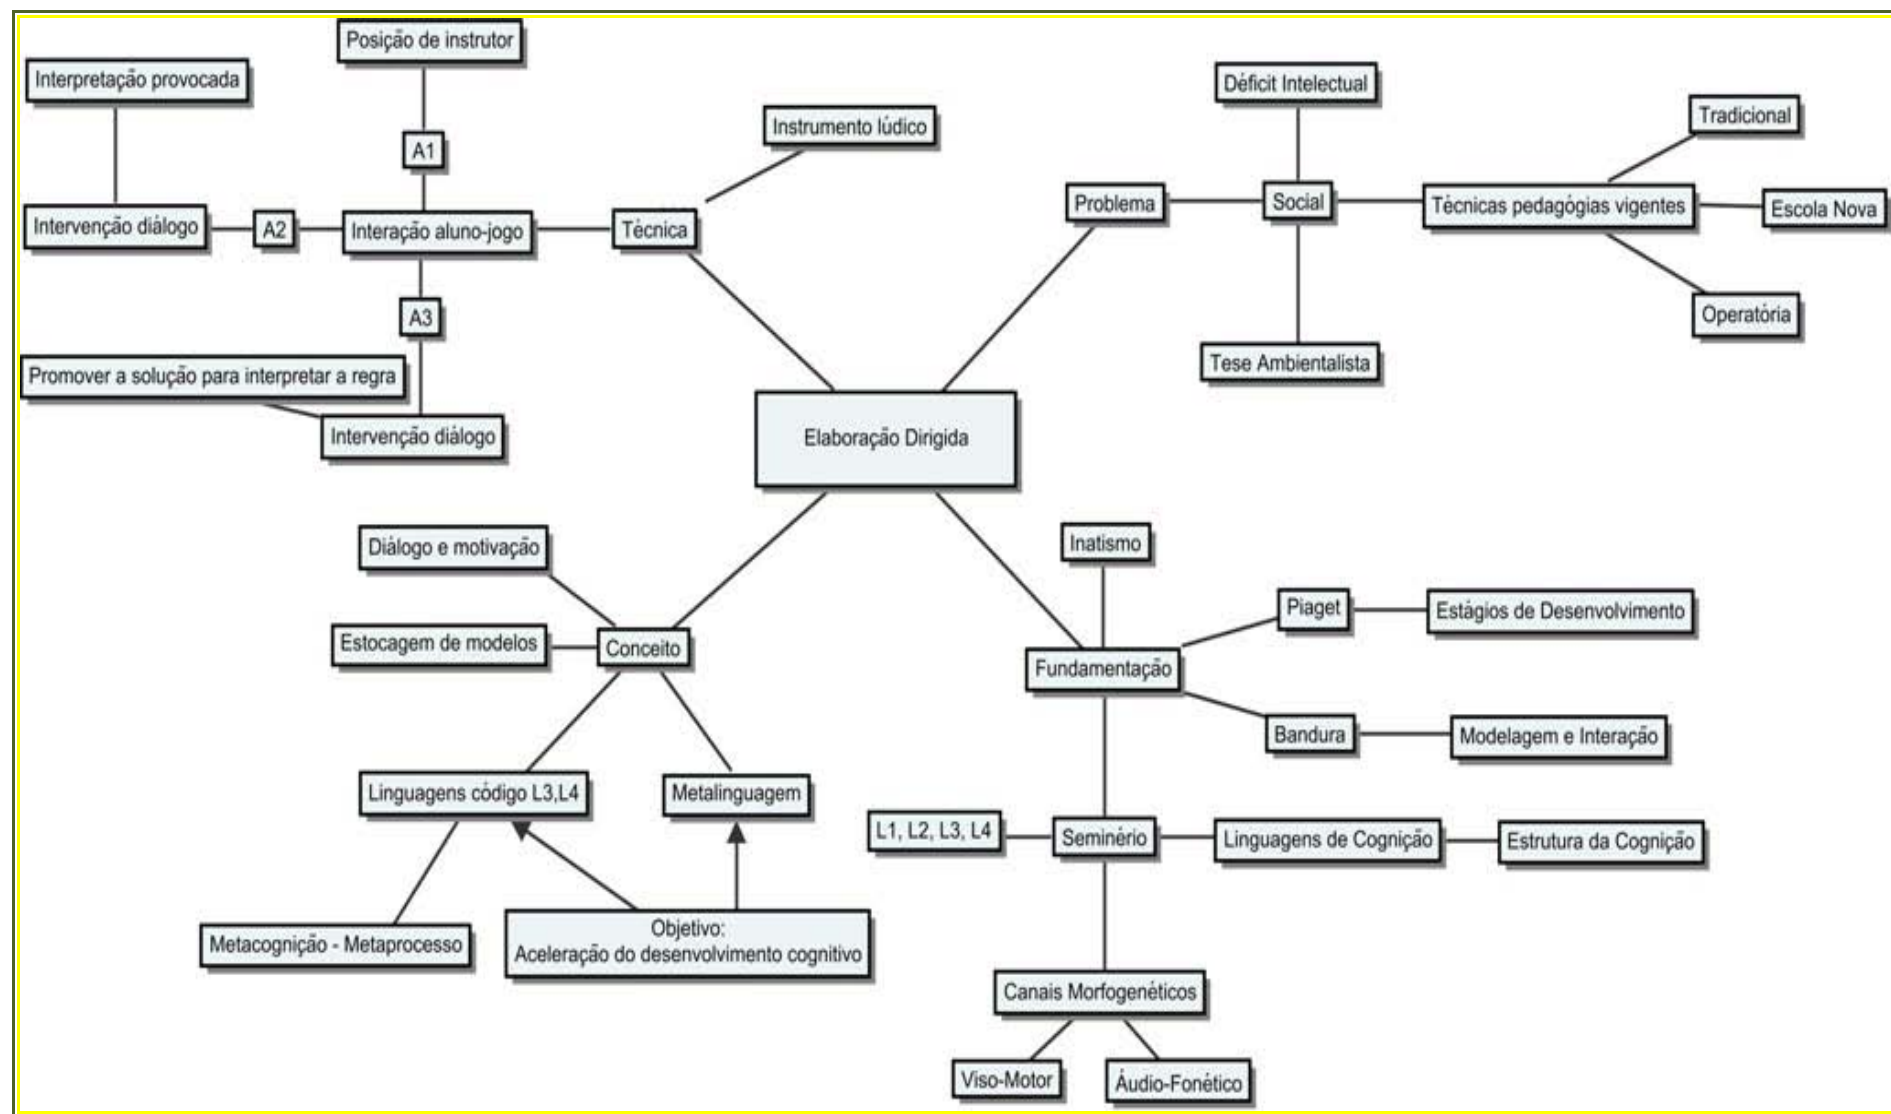 Posição de instrutor
Interpretação provocada
A1
Instrumento lúdico
Intervenção diálogo
A2
Interação aluno-jogo
Técnica
A3
Promover a solução para interpretar a regra
Intervenção diálogo
Déficit Intelectual
Tradicional
Problema
Social
Técnicas pedagógias vigentes
Escola Nova
Operatória
Tese Ambientalista
Elaboração Dirigida
Diálogo e motivação
Estocagem de modelos
Conceito
Linguagens código L3,L4
Metalinguagem
Metacognição - Metaprocesso
Objetivo:
Aceleração do desenvolvimento cognitivo
Inatismo
Piaget
Estágios de Desenvolvimento
Fundamentação
Bandura
Modelagem e Interação
L1, L2, L3, L4
Seminério
Linguagens de Cognição
Estrutura da Cognição
Canais Morfogenéticos
Viso-Motor
Áudio-Fonético